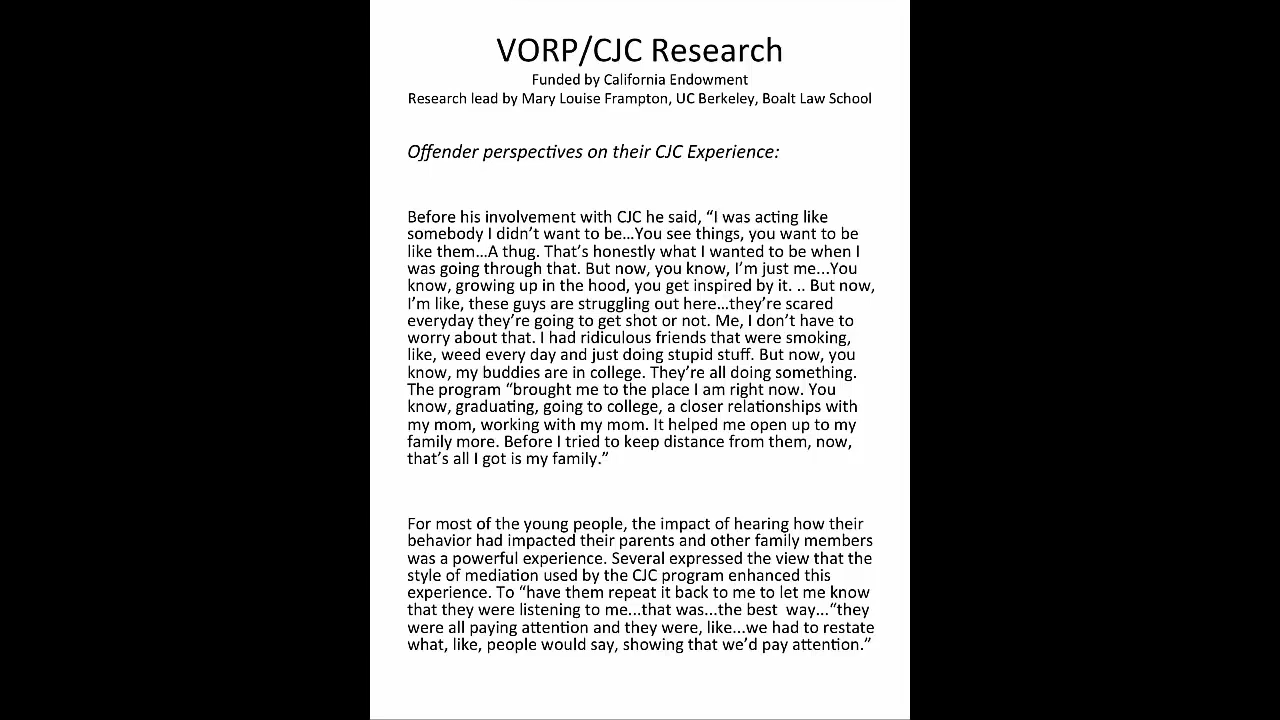 VORP/CJC Research
Funded by California Endowment
Research lead by Mary Louise Frampton, UC Berkeley, Boalt Law School
Offender perspectives on their CJC Experience:
Before his involvement with CJC he said, “I was acting like
somebody I didn’t want to be…You see things, you want to be
like them…A thug. That’s honestly what I wanted to be when I
was going through that. But now, you know, I’m just me...You
know, growing up in the hood, you get inspired by it. .. But now,
I’m like, these guys are struggling out here…they’re scared
everyday they’re going to get shot or not. Me, I don’t have to
worry about that. I had ridiculous friends that were smoking,
like, weed every day and just doing stupid stuff. But now, you
know, my buddies are in college. They’re all doing something.
The program “brought me to the place I am right now. You
know, graduating, going to college, a closer relationships with
my mom, working with my mom. It helped me open up to my
family more. Before I tried to keep distance from them, now,
that’s all I got is my family.”
For most of the young people, the impact of hearing how their
behavior had impacted their parents and other family members
was a powerful experience. Several expressed the view that the
style of mediation used by the CJC program enhanced this
experience. To “have them repeat it back to me to let me know
that they were listening to me...that was...the best  way...“they
were all paying attention and they were, like...we had to restate
what, like, people would say, showing that we’d pay attention.”